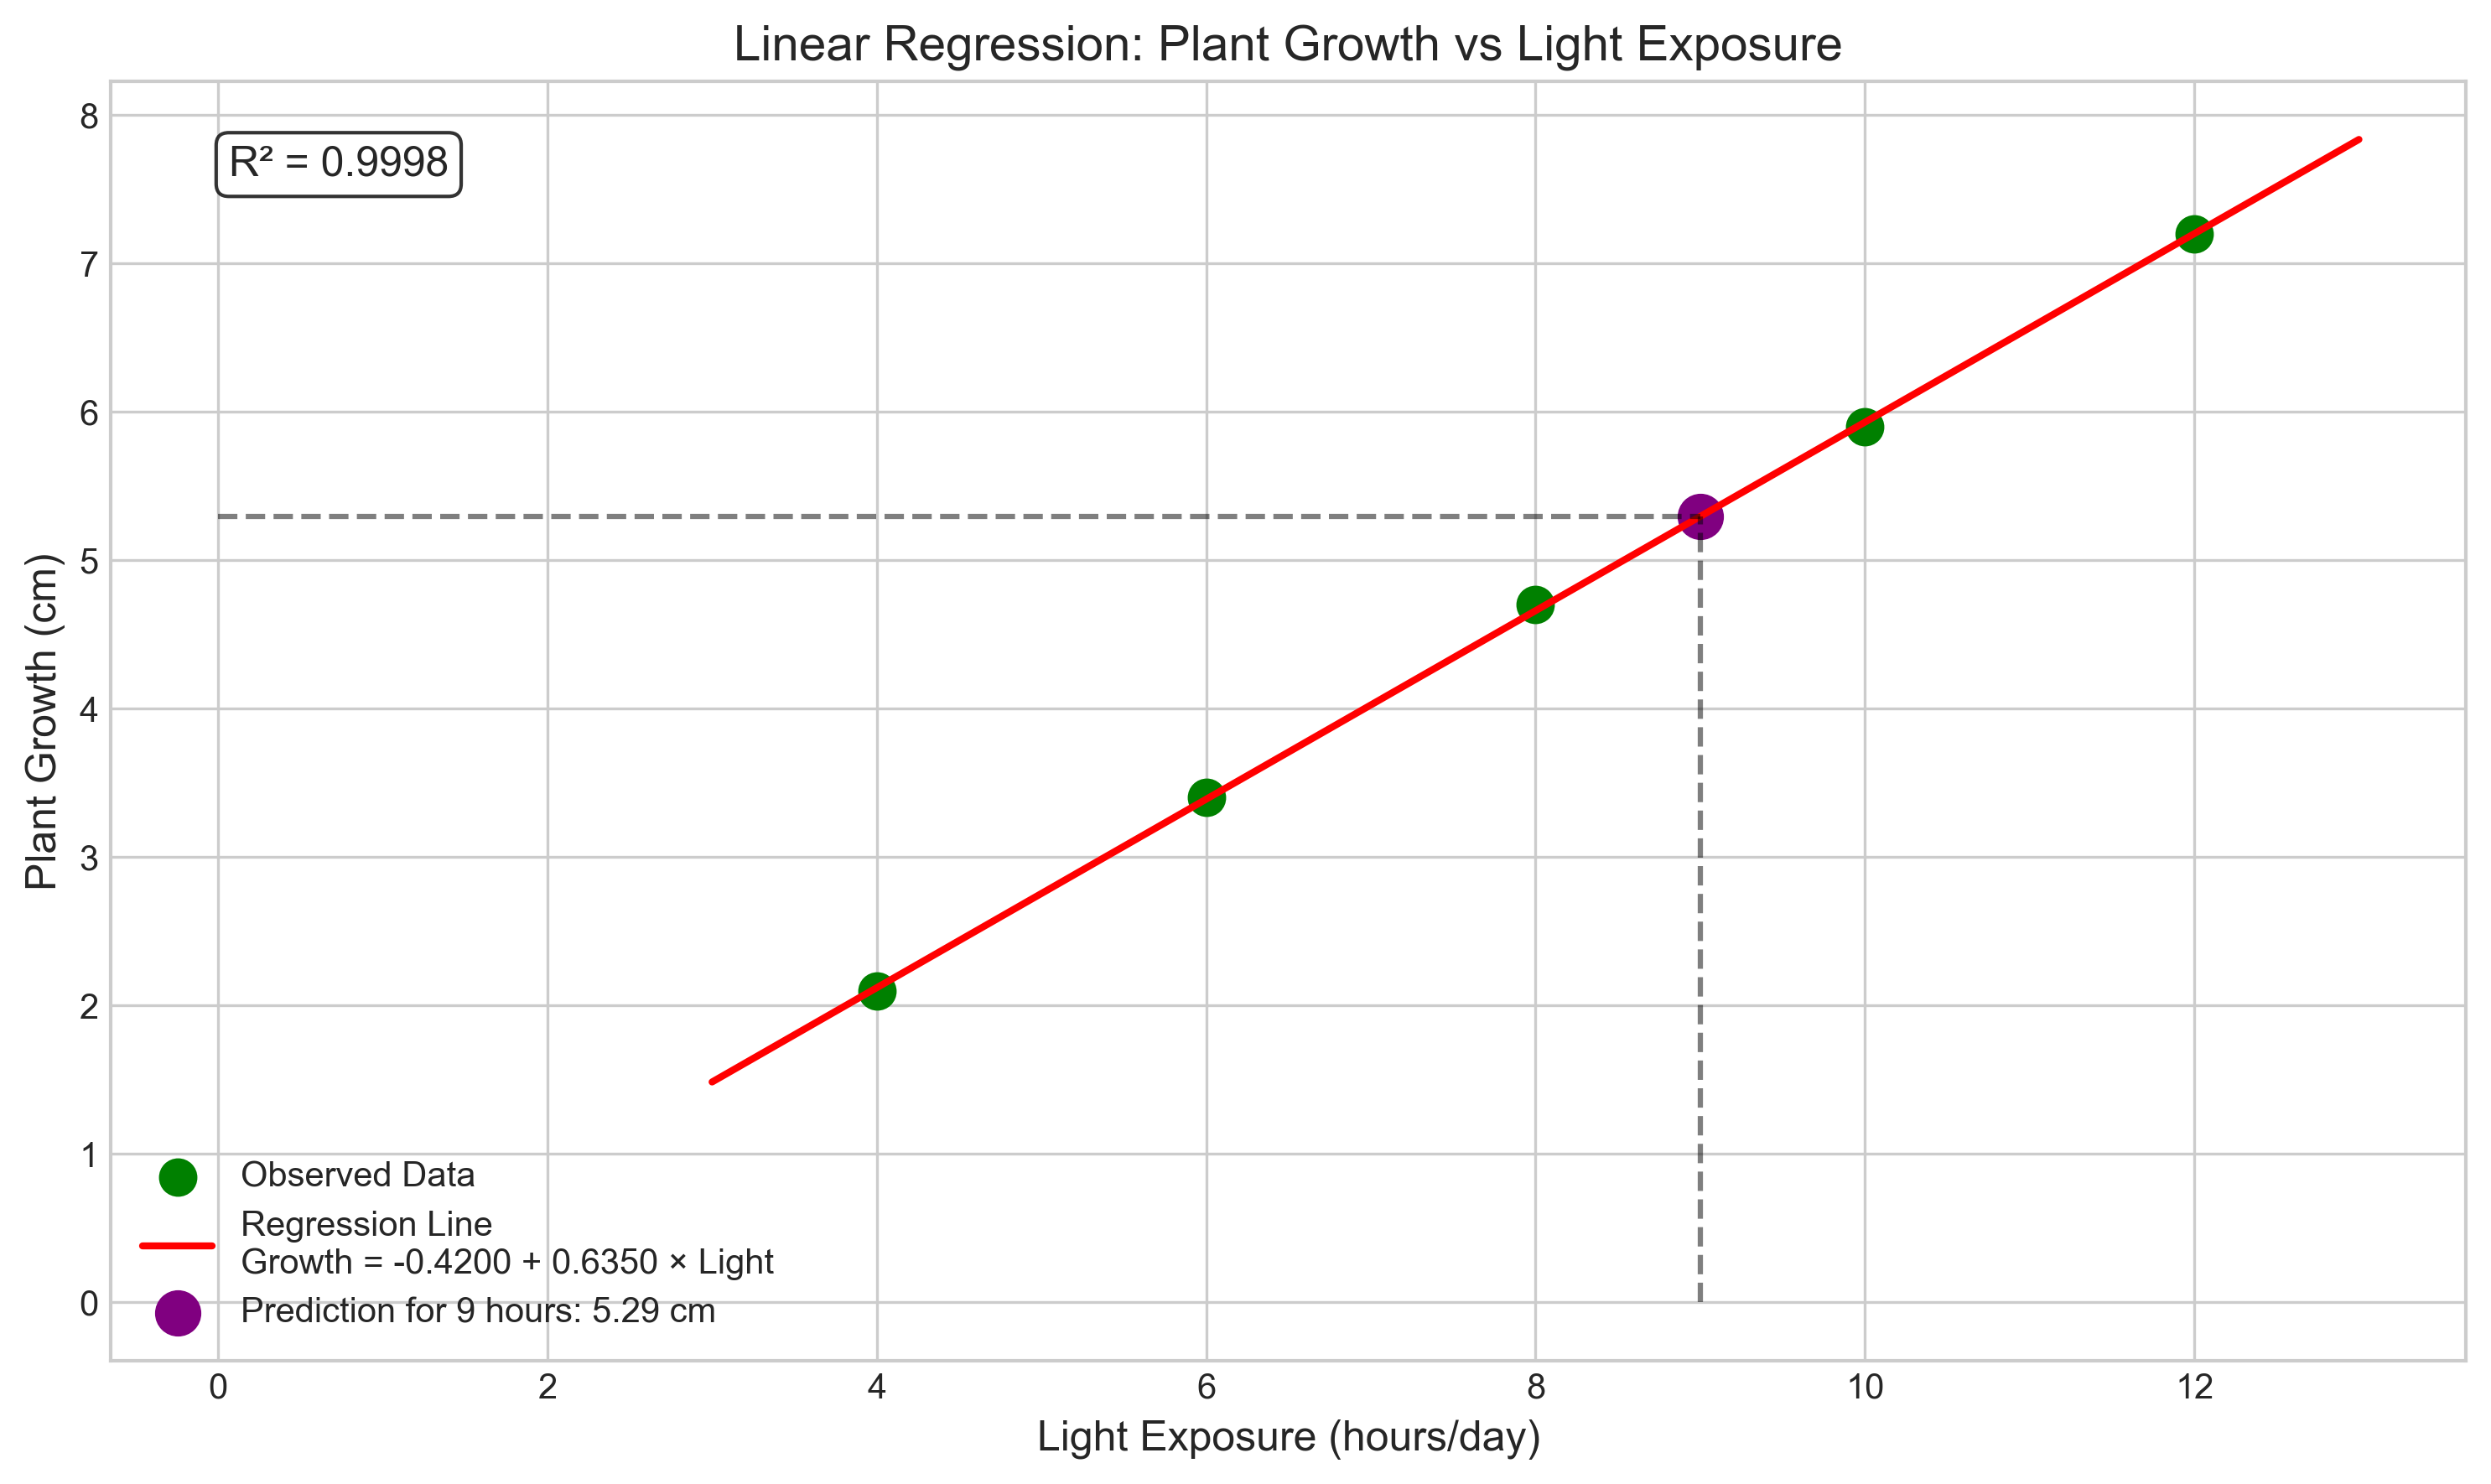 Linear Regression: Plant Growth vs Light Exposure
R² = 0.9998
Plant Growth (cm)
8
7
6
5
4
3
2
1
0
Observed Data
Regression Line
Growth = -0.4200 + 0.6350 × Light
Prediction for 9 hours: 5.29 cm
0 2 4 6 8 10 12
Light Exposure (hours/day)